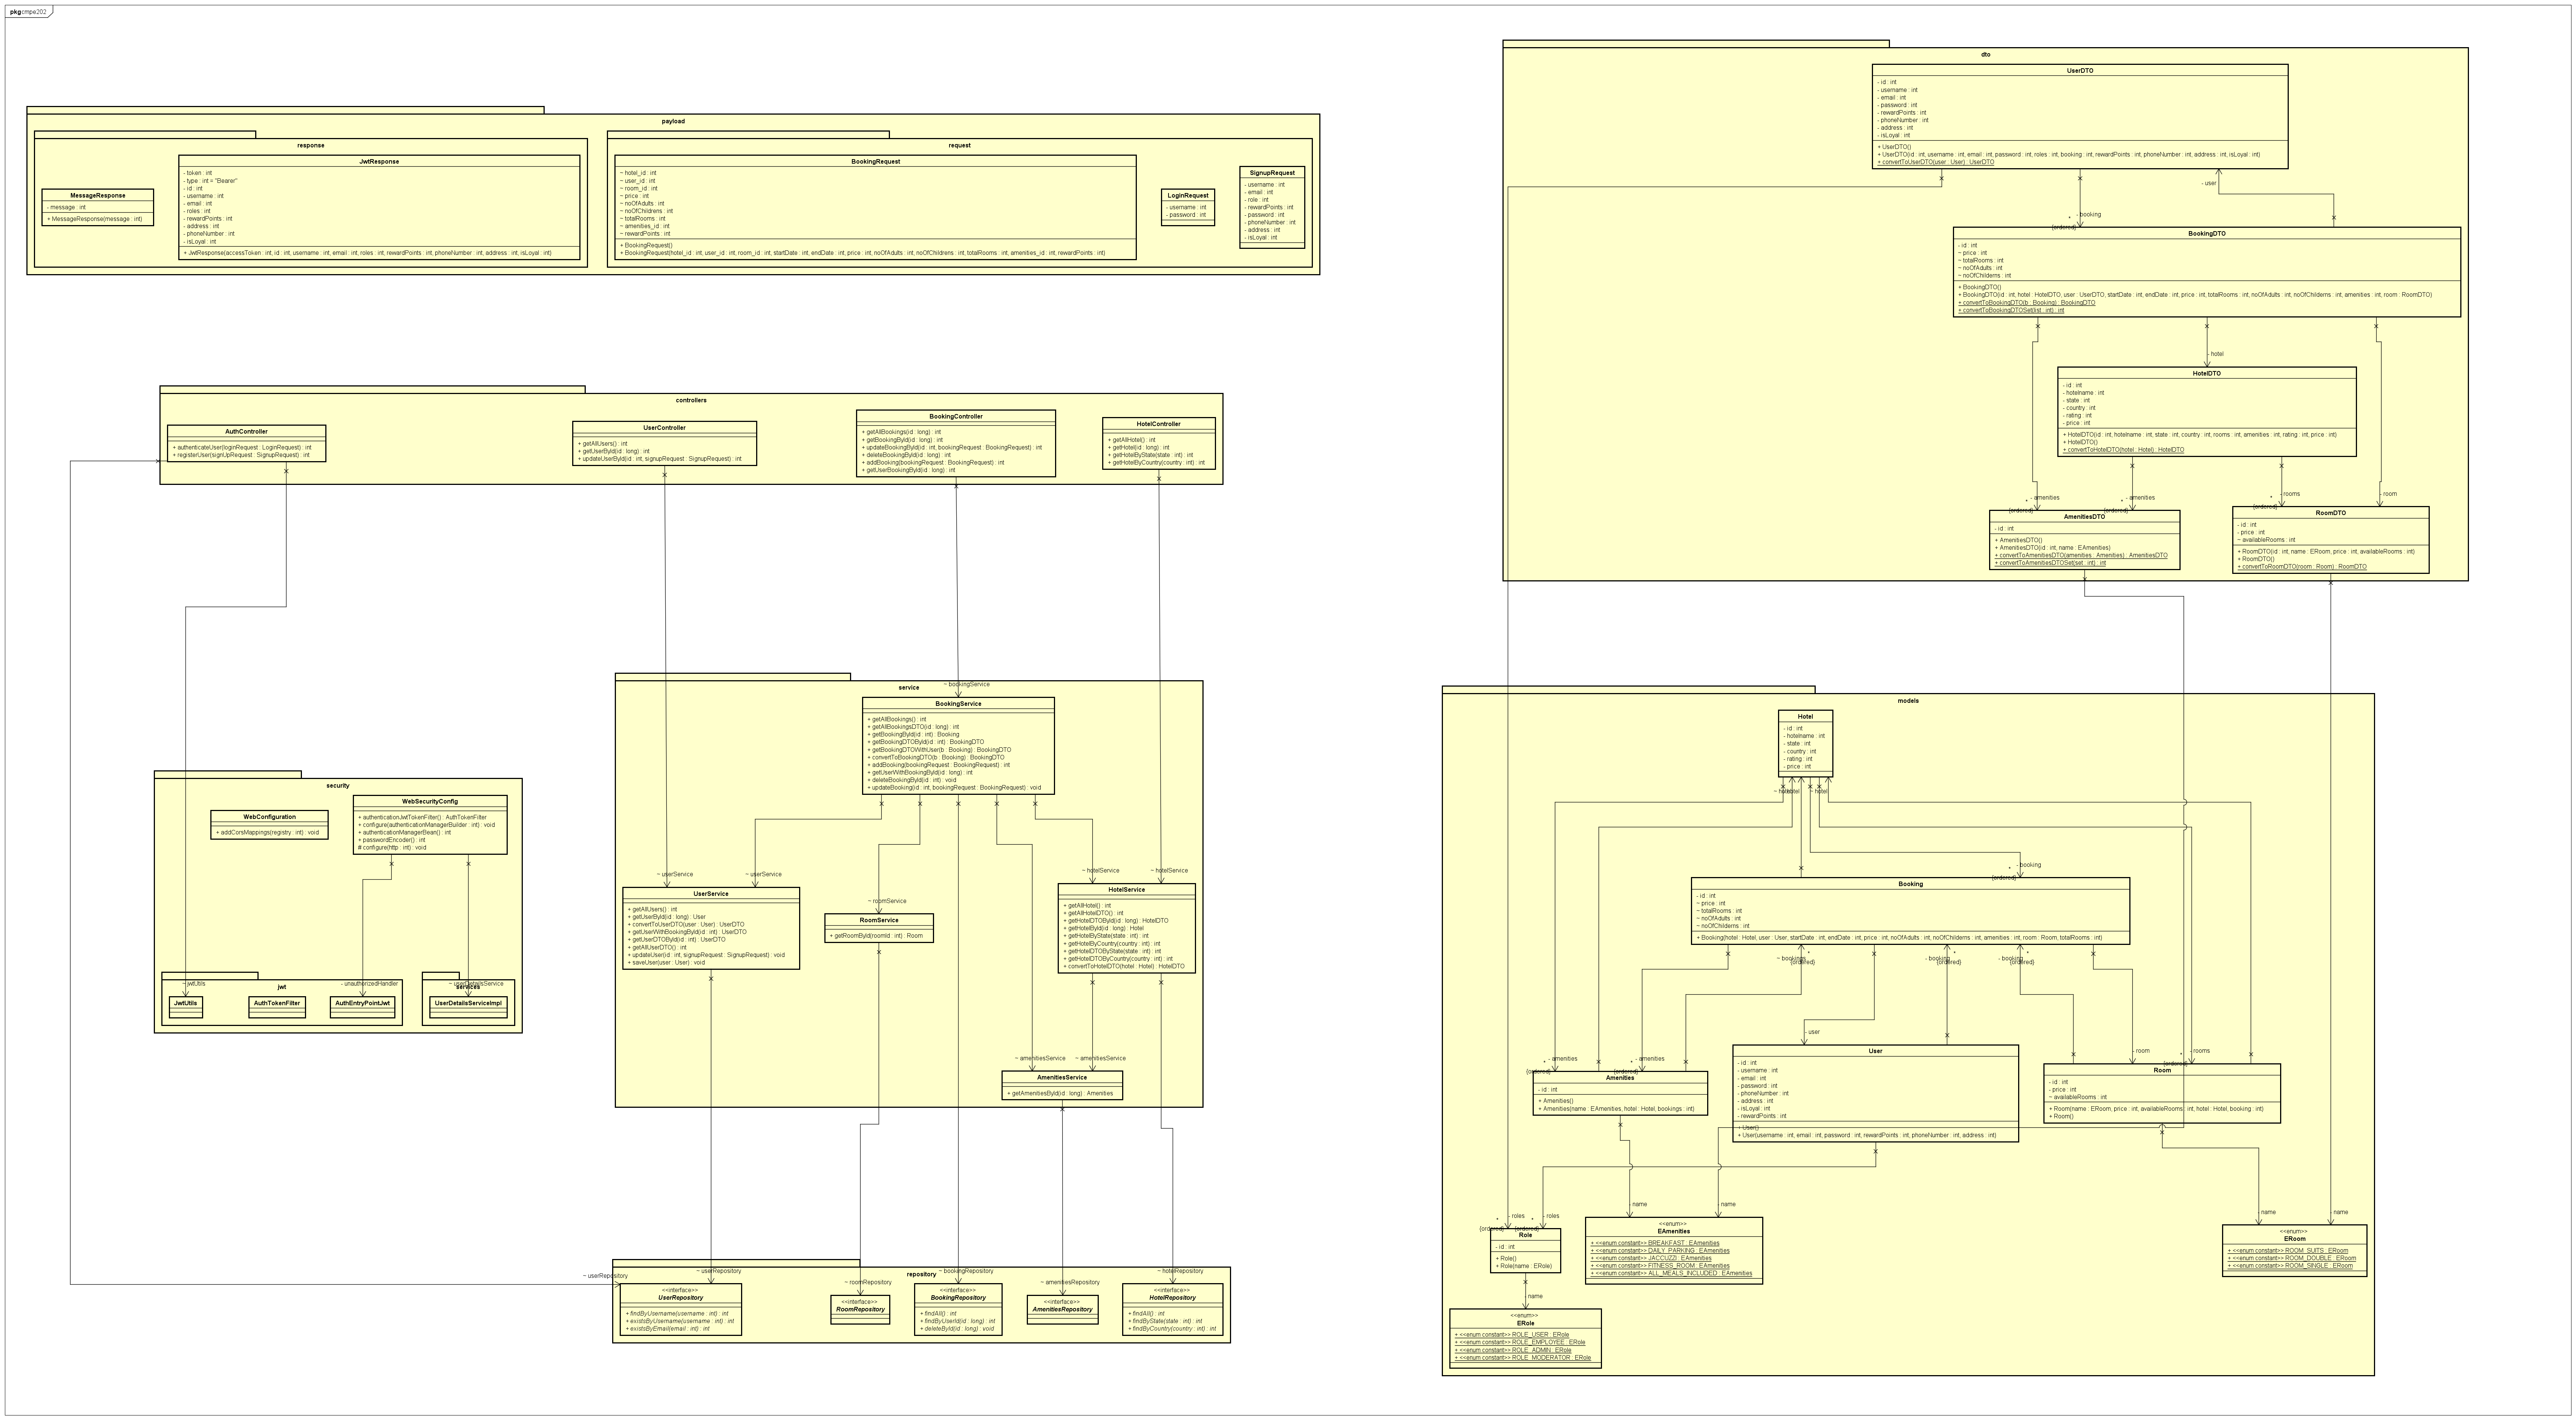 pkg cmpe202
payload
response
MessageResponse
- message : int
+ MessageResponse(message : int)
JwtResponse
- token : int
- type : int = "Bearer"
- id : int
- username : int
- email : int
- roles : int
- rewardPoints : int
- address : int
- phoneNumber : int
- isLoyal : int
+ JwtResponse(accessToken : int, id : int, username : int, email : int, roles : int, rewardPoints : int, phoneNumber : int, address : int, isLoyal : int)
request
BookingRequest
~ hotel_id : int
~ user_id : int
~ room_id : int
~ price : int
~ noOfAdults : int
~ noOfChildrens : int
~ totalRooms : int
~ amenities_id : int
~ rewardPoints : int
+ BookingRequest()
+ BookingRequest(hotel_id : int, user_id : int, room_id : int, startDate : int, endDate : int, price : int, noOfAdults : int, noOfChildrens : int, totalRooms : int, amenities_id : int, rewardPoints : int)
LoginRequest
- username : int
- password : int
SignupRequest
- username : int
- email : int
- role : int
- rewardPoints : int
- password : int
- phoneNumber : int
- address : int
- isLoyal : int
controllers
AuthController
+ authenticateUser(loginRequest : LoginRequest) : int
+ registerUser(signUpRequest : SignupRequest) : int
UserController
+ getAllUsers() : int
+ getUserById(id : long) : int
+ updateUserById(id : int, signupRequest : SignupRequest) : int
BookingController
+ getAllBookings(id : long) : int
+ getBookingById(id : long) : int
+ updateBookingById(id : int, bookingRequest : BookingRequest) : int
+ deleteBookingById(id : long) : int
+ addBooking(bookingRequest : BookingRequest) : int
+ getUserBookingById(id : long) : int
HotelController
+ getAllHotel() : int
+ getHotel(id : long) : int
+ getHotelByState(state : int) : int
+ getHotelByCountry(country : int) : int
service
~ bookingService
BookingService
+ getAllBookings() : int
+ getAllBookingsDTO(id : long) : int
+ getBookingById(id : int) : Booking
+ getBookingDTOById(id : int) : BookingDTO
+ getBookingDTOWithUser(b : Booking) : BookingDTO
+ convertToBookingDTO(b : Booking) : BookingDTO
+ addBooking(bookingRequest : BookingRequest) : int
+ getUserWithBookingById(id : long) : int
+ deleteBookingById(id : int) : void
+ updateBooking(id : int, bookingRequest : BookingRequest) : void
~ userService
~ userService
UserService
+ getAllUsers() : int
+ getUserById(id : long) : User
+ convertToUserDTO(user : User) : UserDTO
+ getUserWithBookingById(id : int) : UserDTO
+ getUserDTOById(id : int) : UserDTO
+ getAllUserDTO() : int
+ updateUser(id : int, signupRequest : SignupRequest) : void
+ saveUser(user : User) : void
~ roomService
RoomService
+ getRoomById(roomId : int) : Room
~ hotelService
~ hotelService
HotelService
+ getAllHotel() : int
+ getAllHotelDTO() : int
+ getHotelDTOById(id : long) : HotelDTO
+ getHotelById(id : long) : Hotel
+ getHotelByState(state : int) : int
+ getHotelByCountry(country : int) : int
+ getHotelDTOByState(state : int) : int
+ getHotelDTOByCountry(country : int) : int
+ convertToHotelDTO(hotel : Hotel) : HotelDTO
~ amenitiesService
~ amenitiesService
AmenitiesService
+ getAmenitiesById(id : long) : Amenities
security
WebConfiguration
+ addCorsMappings(registry : int) : void
WebSecurityConfig
+ authenticationJwtTokenFilter() : AuthTokenFilter
+ configure(authenticationManagerBuilder : int) : void
+ authenticationManagerBean() : int
+ passwordEncoder() : int
# configure(http : int) : void
jwt
~ jwtUtils
JwtUtils
AuthTokenFilter
- unauthorizedHandler
AuthEntryPointJwt
services
~ userDetailsService
UserDetailsServiceImpl
repository
~ userRepository
~ userRepository
<<interface>>
UserRepository
+ findByUsername(username : int) : int
+ existsByUsername(username : int) : int
+ existsByEmail(email : int) : int
~ roomRepository
<<interface>>
RoomRepository
~ bookingRepository
<<interface>>
BookingRepository
+ findAll() : int
+ findByUserId(id : long) : int
+ deleteById(id : long) : void
~ amenitiesRepository
<<interface>>
AmenitiesRepository
~ hotelRepository
<<interface>>
HotelRepository
+ findAll() : int
+ findByState(state : int) : int
+ findByCountry(country : int) : int
dto
UserDTO
- id : int
- username : int
- email : int
- password : int
- rewardPoints : int
- phoneNumber : int
- address : int
- isLoyal : int
+ UserDTO()
+ UserDTO(id : int, username : int, email : int, password : int, roles : int, booking : int, rewardPoints : int, phoneNumber : int, address : int, isLoyal : int)
+ convertToUserDTO(user : User) : UserDTO
- user
* - booking
{ordered}
BookingDTO
- id : int
~ price : int
~ totalRooms : int
~ noOfAdults : int
~ noOfChilderns : int
+ BookingDTO()
+ BookingDTO(id : int, hotel : HotelDTO, user : UserDTO, startDate : int, endDate : int, price : int, totalRooms : int, noOfAdults : int, noOfChilderns : int, amenities : int, room : RoomDTO)
+ convertToBookingDTO(b : Booking) : BookingDTO
+ convertToBookingDTOSet(list : int) : int
- hotel
HotelDTO
- id : int
- hotelname : int
- state : int
- country : int
- rating : int
- price : int
+ HotelDTO(id : int, hotelname : int, state : int, country : int, rooms : int, amenities : int, rating : int, price : int)
+ HotelDTO()
+ convertToHotelDTO(hotel : Hotel) : HotelDTO
* - amenities
{ordered}
* - amenities
{ordered}
* - rooms
{ordered}
- room
AmenitiesDTO
- id : int
+ AmenitiesDTO()
+ AmenitiesDTO(id : int, name : EAmenities)
+ convertToAmenitiesDTO(amenities : Amenities) : AmenitiesDTO
+ convertToAmenitiesDTOSet(set : int) : int
RoomDTO
- id : int
- price : int
~ availableRooms : int
+ RoomDTO(id : int, name : ERoom, price : int, availableRooms : int)
+ RoomDTO()
+ convertToRoomDTO(room : Room) : RoomDTO
models
Hotel
- id : int
- hotelname : int
- state : int
- country : int
- rating : int
- price : int
~ hotel
- hotel
* - booking
{ordered}
Booking
- id : int
~ price : int
~ totalRooms : int
~ noOfAdults : int
~ noOfChilderns : int
+ Booking(hotel : Hotel, user : User, startDate : int, endDate : int, price : int, noOfAdults : int, noOfChilderns : int, amenities : int, room : Room, totalRooms : int)
~ bookings *
{ordered}
- booking *
{ordered}
- booking *
{ordered}
- user
* - amenities
{ordered}
* - amenities
{ordered}
Amenities
- id : int
+ Amenities()
+ Amenities(name : EAmenities, hotel : Hotel, bookings : int)
User
- id : int
- username : int
- email : int
- password : int
- phoneNumber : int
- address : int
- isLoyal : int
- rewardPoints : int
+ User()
+ User(username : int, email : int, password : int, rewardPoints : int, phoneNumber : int, address : int)
- room
* - rooms
{ordered}
Room
- id : int
- price : int
~ availableRooms : int
+ Room(name : ERoom, price : int, availableRooms : int, hotel : Hotel, booking : int)
+ Room()
* - roles
{ordered}
* - roles
{ordered}
Role
- id : int
+ Role()
+ Role(name : ERole)
- name
- name
<<enum>>
EAmenities
+ <<enum constant>> BREAKFAST : EAmenities
+ <<enum constant>> DAILY_PARKING : EAmenities
+ <<enum constant>> JACCUZZI : EAmenities
+ <<enum constant>> FITNESS_ROOM : EAmenities
+ <<enum constant>> ALL_MEALS_INCLUDED : EAmenities
- name
- name
<<enum>>
ERoom
+ <<enum constant>> ROOM_SUITS : ERoom
+ <<enum constant>> ROOM_DOUBLE : ERoom
+ <<enum constant>> ROOM_SINGLE : ERoom
- name
<<enum>>
ERole
+ <<enum constant>> ROLE_USER : ERole
+ <<enum constant>> ROLE_EMPLOYEE : ERole
+ <<enum constant>> ROLE_ADMIN : ERole
+ <<enum constant>> ROLE_MODERATOR : ERole